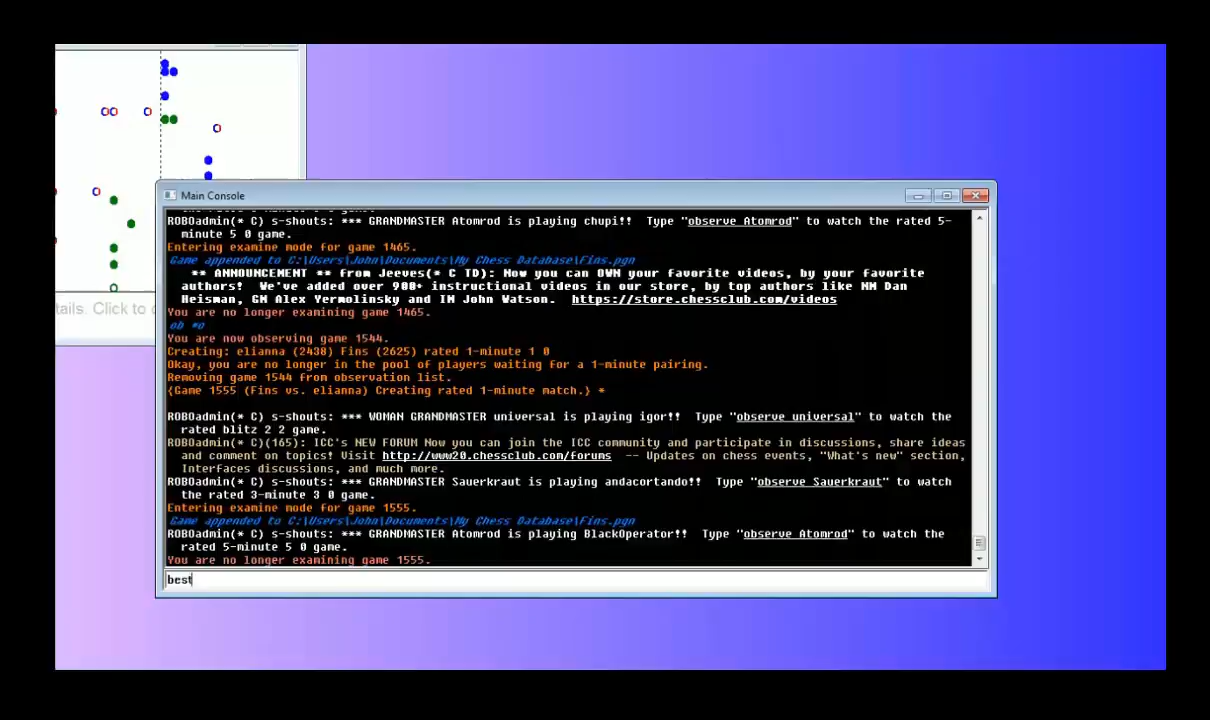 tails. Click to
Main Console
ROBOadmin(* C) s-shouts: *** GRANDMASTER Atomrod is playing chupi!!  Type "observe Atomrod" to watch the rated 5-
minute 5 0 game.
Entering examine mode for game 1465.
Game appended to C:\Users\John\Documents\My Chess Database\Fins.pgn
** ANNOUNCEMENT ** from Jeeves(* C TD): Now you can OWN your favorite videos, by your favorite
authors!  We've added over 900+ instructional videos in our store, by top authors like NM Dan
Heisman, GM Alex Yermolinsky and IM John Watson.  https://store.chessclub.com/videos
You are no longer examining game 1465.
ob *o
You are now observing game 1544.
Creating: elianna (2438) Fins (2625) rated 1-minute 1 0
Okay, you are no longer in the pool of players waiting for a 1-minute pairing.
Removing game 1544 from observation list.
{Game 1555 (Fins vs. elianna) Creating rated 1-minute match.} *
ROBOadmin(* C) s-shouts: *** WOMAN GRANDMASTER universal is playing igor!!  Type "observe universal" to watch the
rated blitz 2 2 game.
ROBOadmin(* C)(165): ICC's NEW FORUM Now you can join the ICC community and participate in discussions, share ideas
and comment on topics! Visit http://www20.chessclub.com/forums  -- Updates on chess events, "What's new" section,
Interfaces discussions, and much more.
ROBOadmin(* C) s-shouts: *** GRANDMASTER Sauerkraut is playing andacortando!!  Type "observe Sauerkraut" to watch
the rated 3-minute 3 0 game.
Entering examine mode for game 1555.
Game appended to C:\Users\John\Documents\My Chess Database\Fins.pgn
ROBOadmin(* C) s-shouts: *** GRANDMASTER Atomrod is playing BlackOperator!!  Type "observe Atomrod" to watch the
rated 5-minute 5 0 game.
You are no longer examining game 1555.
best